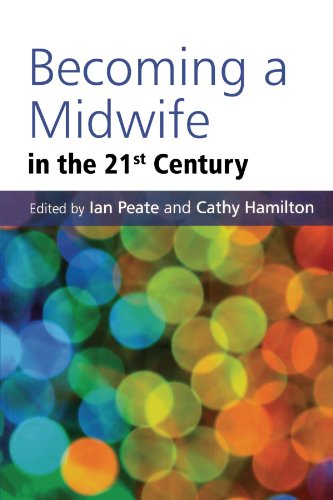 Becoming a
Midwife
in the 21st Century
Edited by Ian Peate and Cathy Hamilton